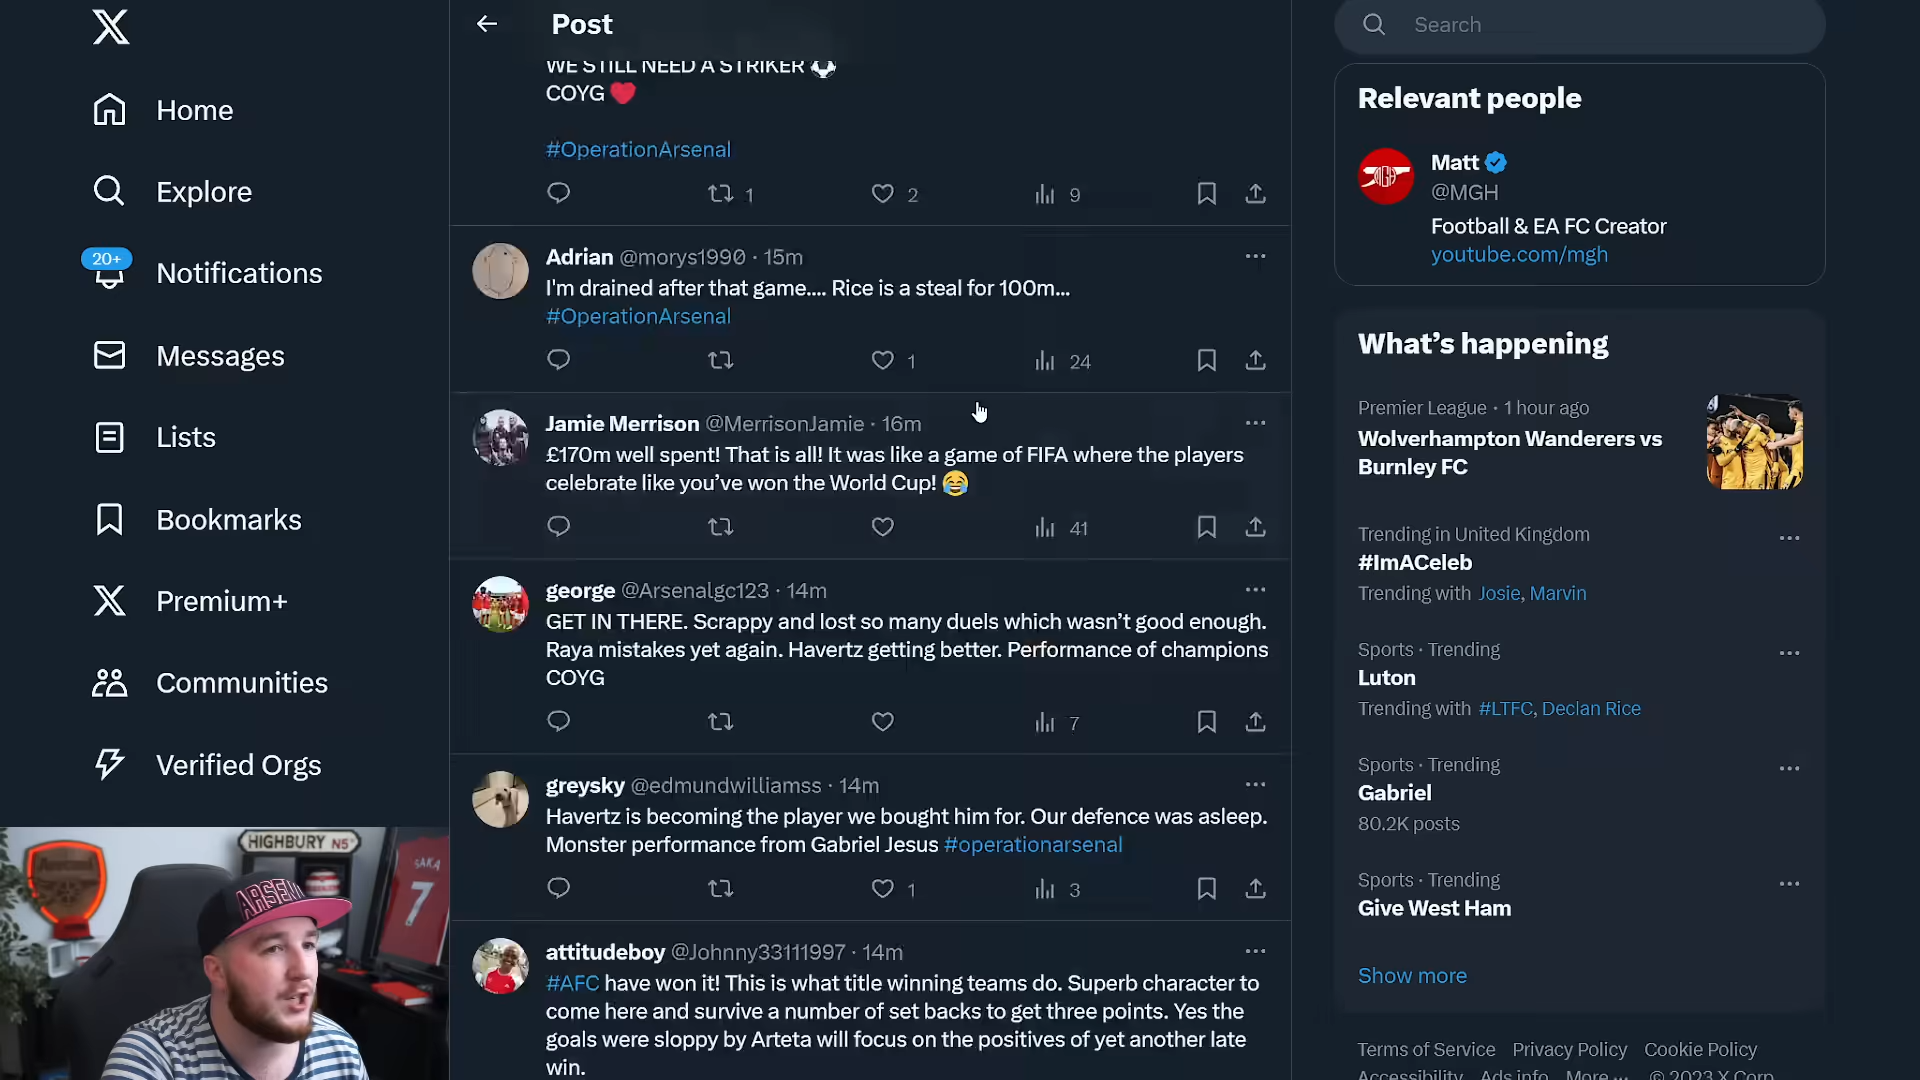 Home
Explore
20+
Notifications
Messages
Lists
Bookmarks
Premium+
Communities
Verified Orgs
HIGHBURY N5
ARSENAL
SAKA
7
Post
WE STILL NEED A STRIKER ⚽
COYG ❤️
#OperationArsenal
1 2 9
Adrian @morys1990 · 15m
I'm drained after that game.... Rice is a steal for 100m...
#OperationArsenal
1 24
Jamie Merrison @MerrisonJamie · 16m
£170m well spent! That is all! It was like a game of FIFA where the players
celebrate like you’ve won the World Cup! 😂
41
george @Arsenalgc123 · 14m
GET IN THERE. Scrappy and lost so many duels which wasn’t good enough.
Raya mistakes yet again. Havertz getting better. Performance of champions
COYG
7
greysky @edmundwilliamss · 14m
Havertz is becoming the player we bought him for. Our defence was asleep.
Monster performance from Gabriel Jesus #operationarsenal
1 3
attitudeboy @Johnny33111997 · 14m
#AFC have won it! This is what title winning teams do. Superb character to
come here and survive a number of set backs to get three points. Yes the
goals were sloppy by Arteta will focus on the positives of yet another late
win.
Search
Relevant people
MGH
Matt
@MGH
Football & EA FC Creator
youtube.com/mgh
What’s happening
Premier League · 1 hour ago
Wolverhampton Wanderers vs
Burnley FC
Trending in United Kingdom
#ImACeleb
Trending with Josie, Marvin
Sports · Trending
Luton
Trending with #LTFC, Declan Rice
Sports · Trending
Gabriel
80.2K posts
Sports · Trending
Give West Ham
Show more
Terms of Service Privacy Policy Cookie Policy
Accessibility Ads info More ... © 2023 X Corp.